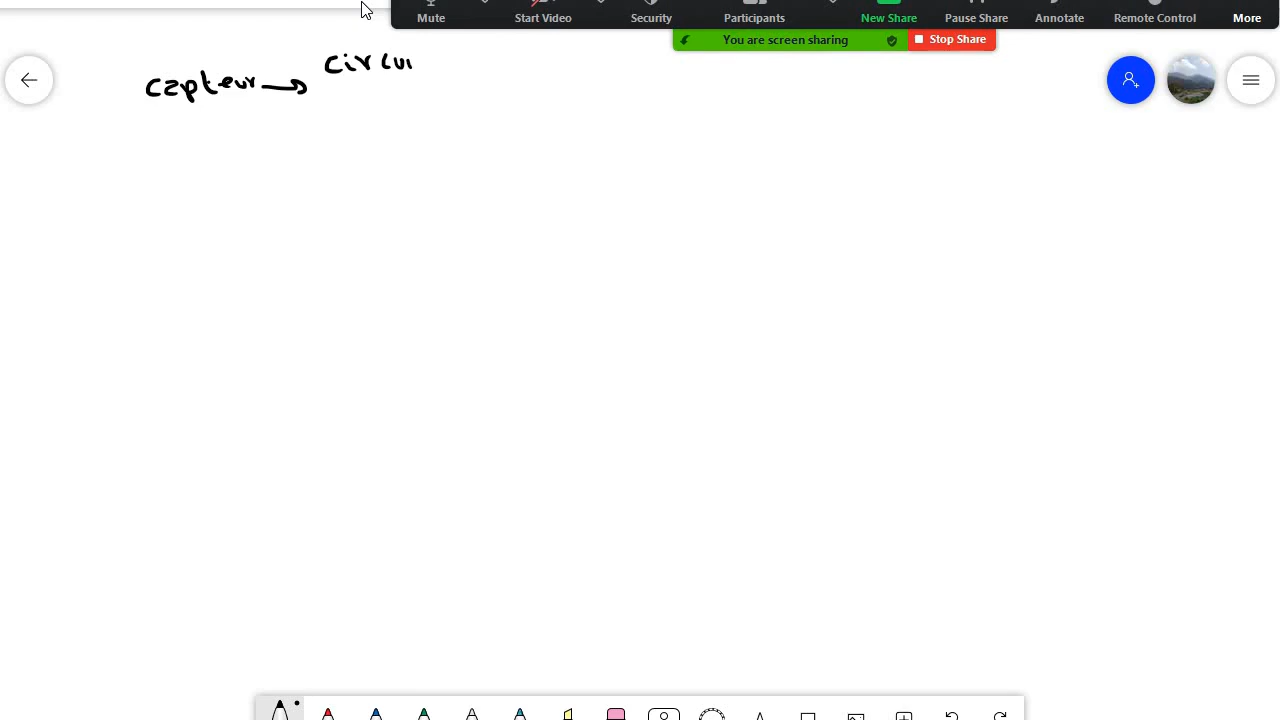 Mute Start Video Security Participants New Share Pause Share Annotate Remote Control More
You are screen sharing Stop Share
capteur → circui